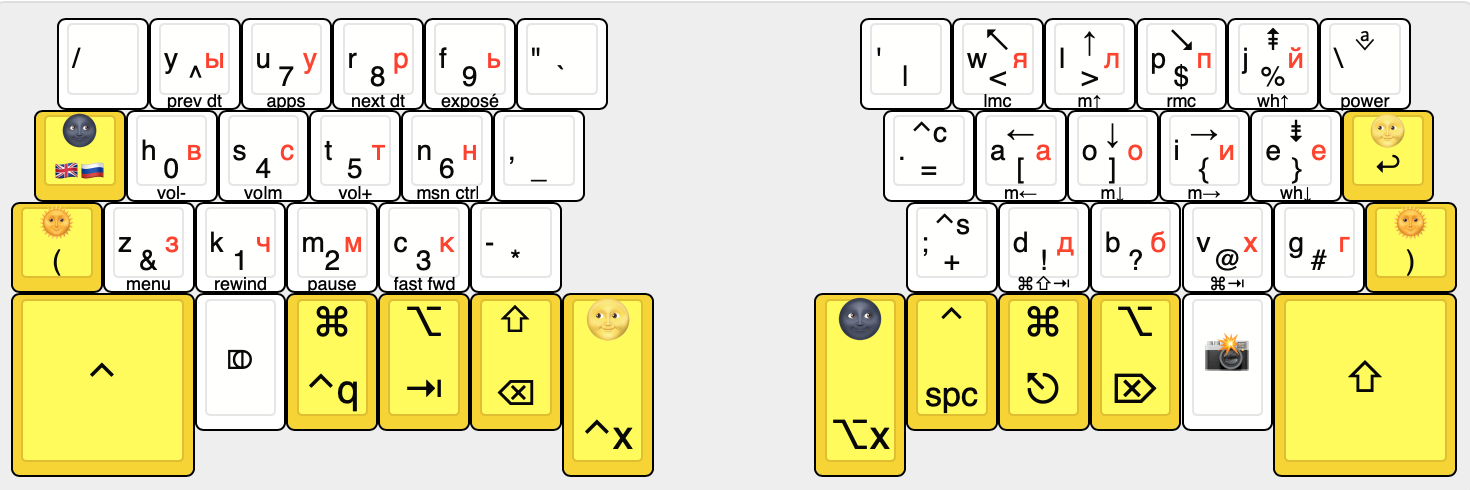 / y ^ ы u 7 у r 8 р f 9 ь " `
prev dt apps next dt exposé
' | w ↖ < я l ↑ > л p ↘ $ п j ⇞ % й \ a
lmc m↑ rmc wh↑ power
🌚 🇬🇧🇷🇺 h 0 в s 4 с t 5 т n 6 н , _
vol- volm vol+ msn ctrl
. ^c = a ← [ а o ↓ ] о i → { и e ⇟ } е 🌝 ↩
m← m↓ m→ wh↓
🌞 ( z & з k 1 ч m 2 м c 3 к - *
menu rewind pause fast fwd
; ^s + d ! д b ? б v @ х g # г 🌞 )
⌘⇧⇥ ⌘⇥
^ ⌘ ^q ⌥ ⇥ ⇧ ⌫ 🌝 ^x
🌚 ⌥x ^ spc ⌘ ⎋ ⌥ ⌦ 📸 ⇧